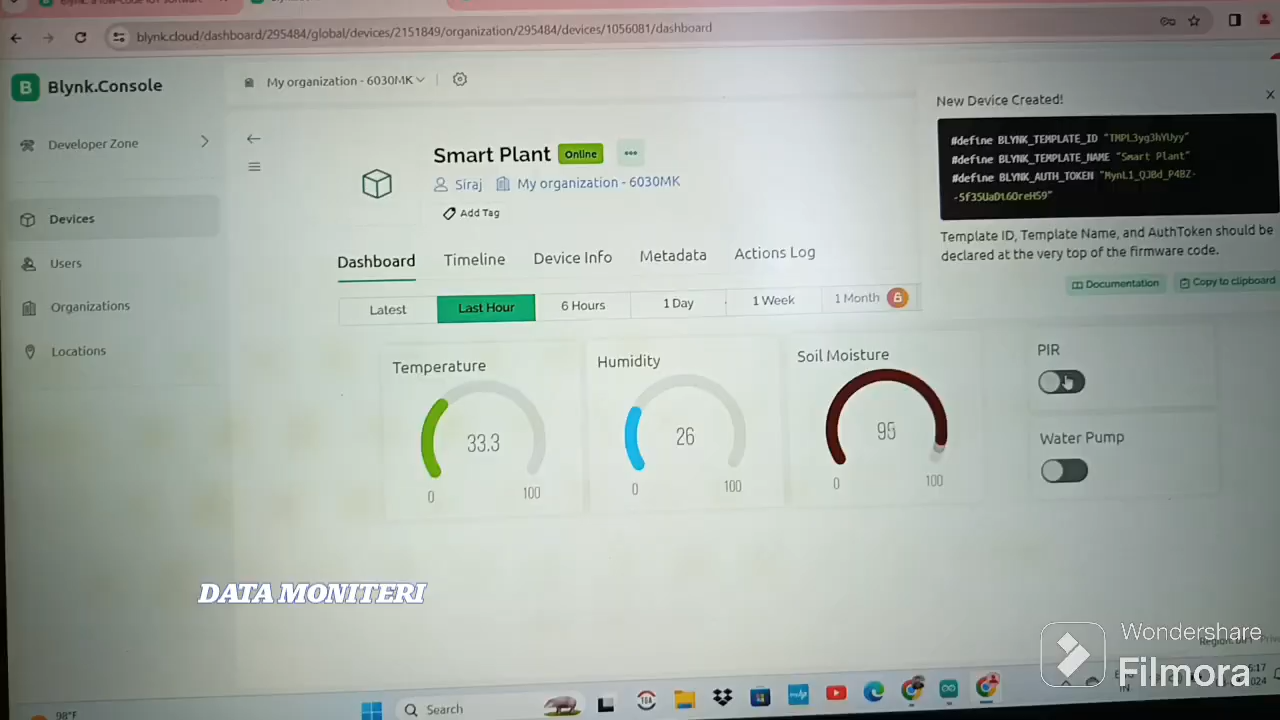 blynk.cloud/dashboard/295484/global/devices/2151849/organization/295484/devices/1056081/dashboard
B Blynk.Console
My organization - 6030MK
Developer Zone
Devices
Users
Organizations
Locations
Smart Plant Online
Siraj My organization - 6030MK
Add Tag
Dashboard Timeline Device Info Metadata Actions Log
Latest Last Hour 6 Hours 1 Day 1 Week 1 Month
New Device Created!
#define BLYNK_TEMPLATE_ID "TMPL3yg3hYUyy"
#define BLYNK_TEMPLATE_NAME "Smart Plant"
#define BLYNK_AUTH_TOKEN
Template ID, Template Name, and AuthToken should be
declared at the very top of the firmware code.
Documentation Copy to clipboard
Temperature
33.3
0 100
Humidity
26
0 100
Soil Moisture
95
0 100
PIR
Water Pump
DATA MONITERI
Wondershare
Filmora
98°F
Search